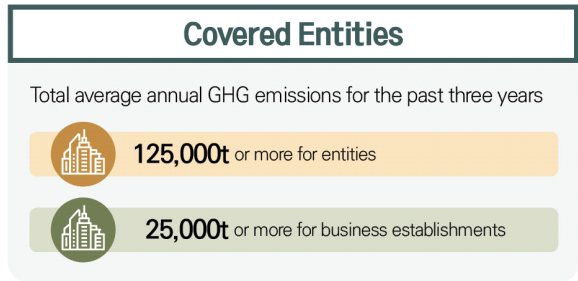 Covered Entities
Total average annual GHG emissions for the past three years
125,000t or more for entities
25,000t or more for business establishments